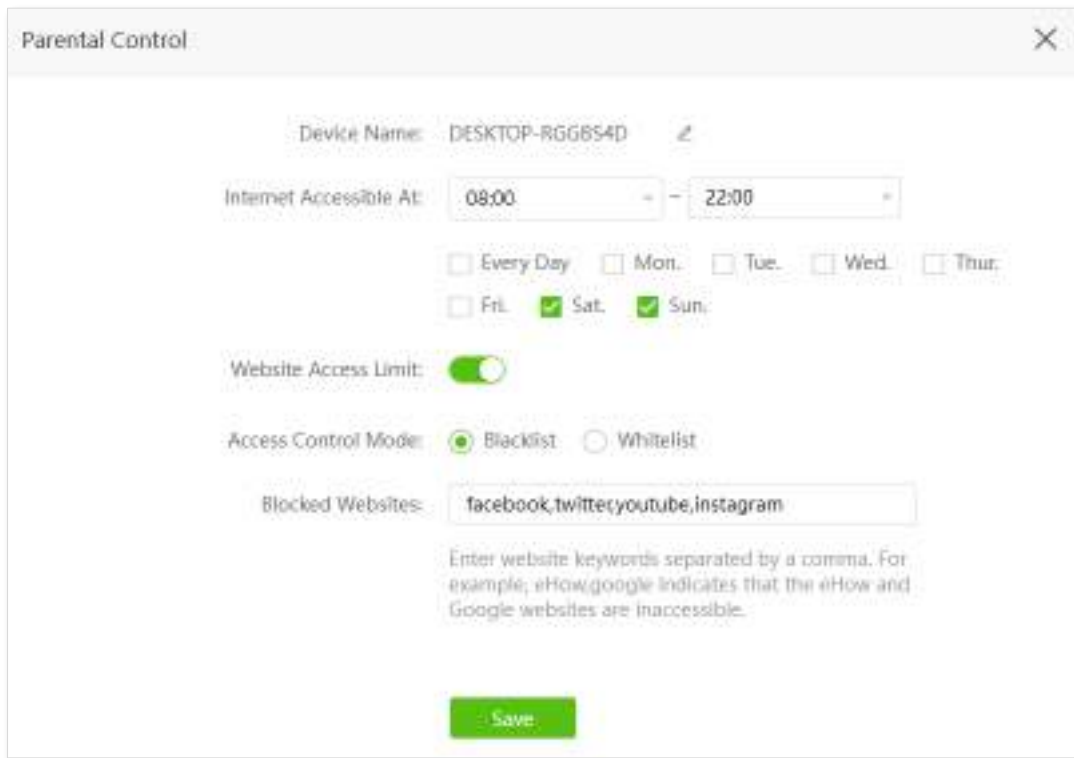 Parental Control
Device Name: DESKTOP-RGGBS4D
Internet Accessible At: 08:00 – 22:00
Every Day Mon. Tue. Wed. Thur.
Fri. Sat. Sun.
Website Access Limit:
Access Control Mode: Blacklist Whitelist
Blocked Websites: facebook,twitter,youtube,instagram
Enter website keywords separated by a comma. For
example, eHow,google indicates that the eHow and
Google websites are inaccessible.
Save